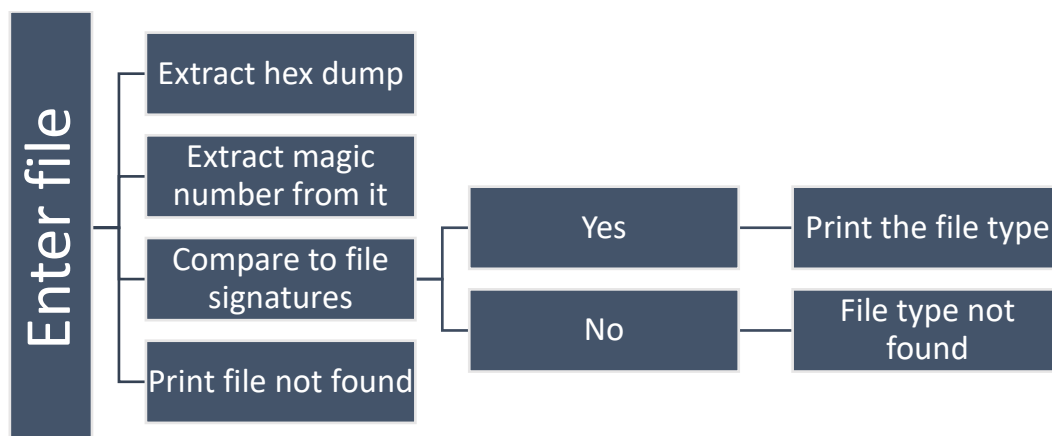 Enter file
Extract hex dump
Extract magic
number from it
Compare to file
signatures
Print file not found
Yes
Print the file type
No
File type not
found